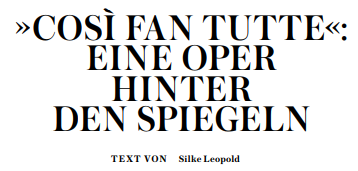 »COSÌ FAN TUTTE«:
EINE OPER
HINTER
DEN SPIEGELN
TEXT VON Silke Leopold